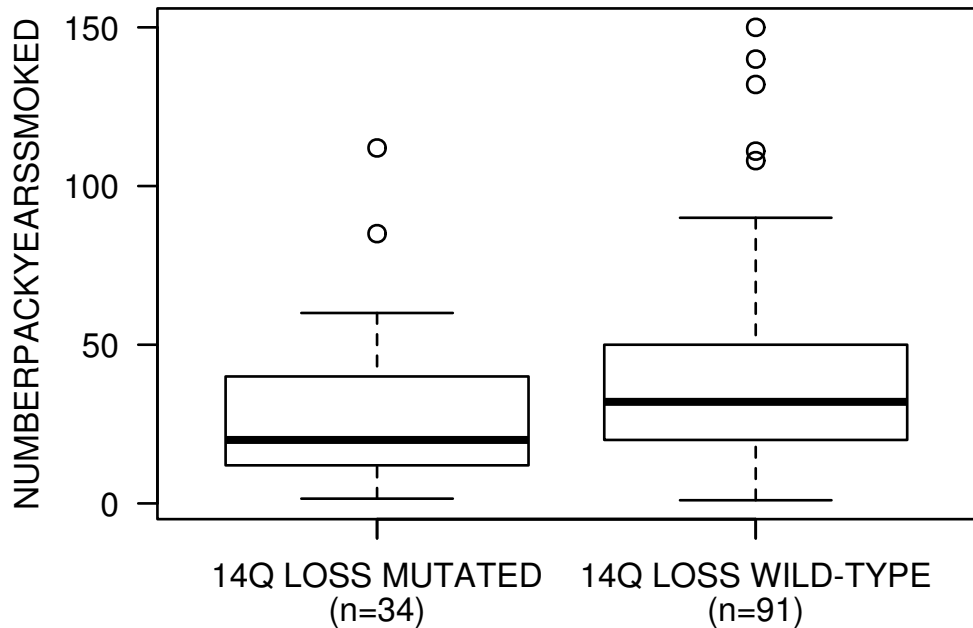 NUMBERPACKYEARSSMOKED
150
100
50
0
14Q LOSS MUTATED
(n=34)
14Q LOSS WILD-TYPE
(n=91)